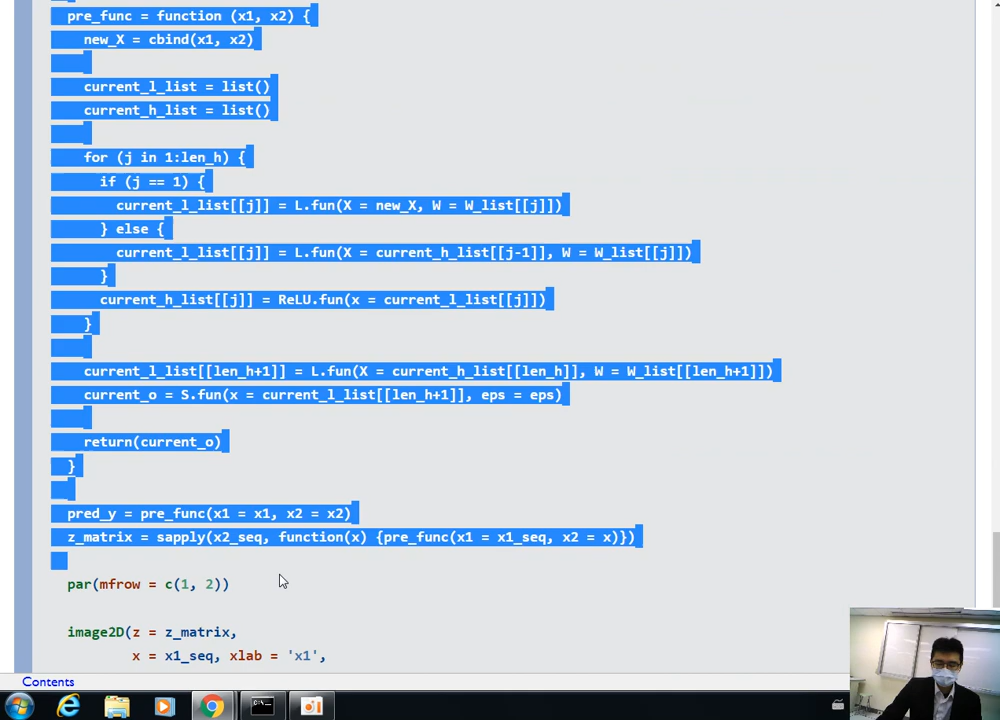 pre_func = function (x1, x2) {
new_X = cbind(x1, x2)
current_l_list = list()
current_h_list = list()
for (j in 1:len_h) {
if (j == 1) {
current_l_list[[j]] = L.fun(X = new_X, W = W_list[[j]])
} else {
current_l_list[[j]] = L.fun(X = current_h_list[[j-1]], W = W_list[[j]])
}
current_h_list[[j]] = ReLU.fun(x = current_l_list[[j]])
}
current_l_list[[len_h+1]] = L.fun(X = current_h_list[[len_h]], W = W_list[[len_h+1]])
current_o = S.fun(x = current_l_list[[len_h+1]], eps = eps)
return(current_o)
}
pred_y = pre_func(x1 = x1, x2 = x2)
z_matrix = sapply(x2_seq, function(x) {pre_func(x1 = x1_seq, x2 = x)})
par(mfrow = c(1, 2))
image2D(z = z_matrix,
x = x1_seq, xlab = 'x1',
Contents